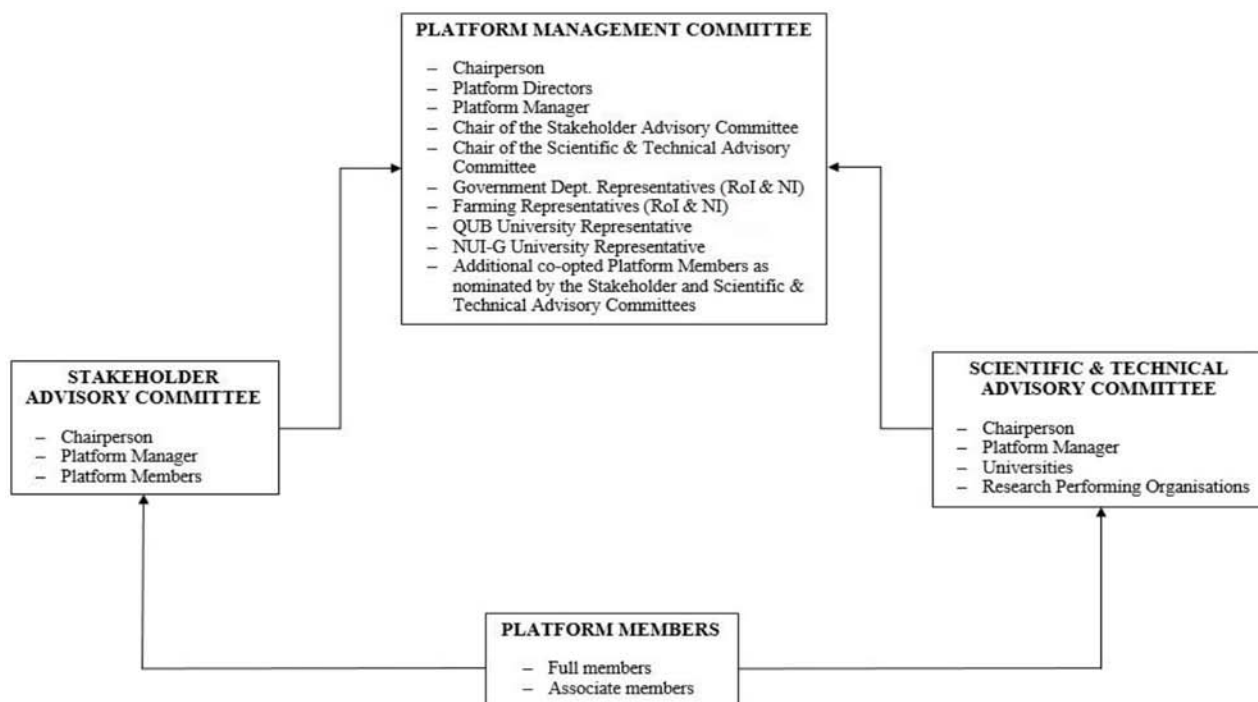 PLATFORM MANAGEMENT COMMITTEE
– Chairperson
– Platform Directors
– Platform Manager
– Chair of the Stakeholder Advisory Committee
– Chair of the Scientific & Technical Advisory
Committee
– Government Dept. Representatives (RoI & NI)
– Farming Representatives (RoI & NI)
– QUB University Representative
– NUI-G University Representative
– Additional co-opted Platform Members as
nominated by the Stakeholder and Scientific &
Technical Advisory Committees
STAKEHOLDER
ADVISORY COMMITTEE
– Chairperson
– Platform Manager
– Platform Members
SCIENTIFIC & TECHNICAL
ADVISORY COMMITTEE
– Chairperson
– Platform Manager
– Universities
– Research Performing Organisations
PLATFORM MEMBERS
– Full members
– Associate members